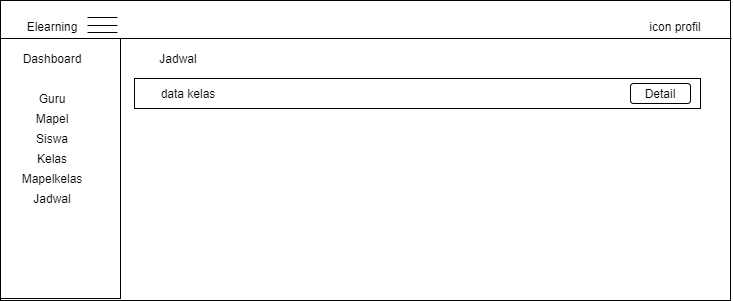 Elearning
icon profil
Dashboard
Guru
Mapel
Siswa
Kelas
Mapelkelas
Jadwal
Jadwal
data kelas
Detail